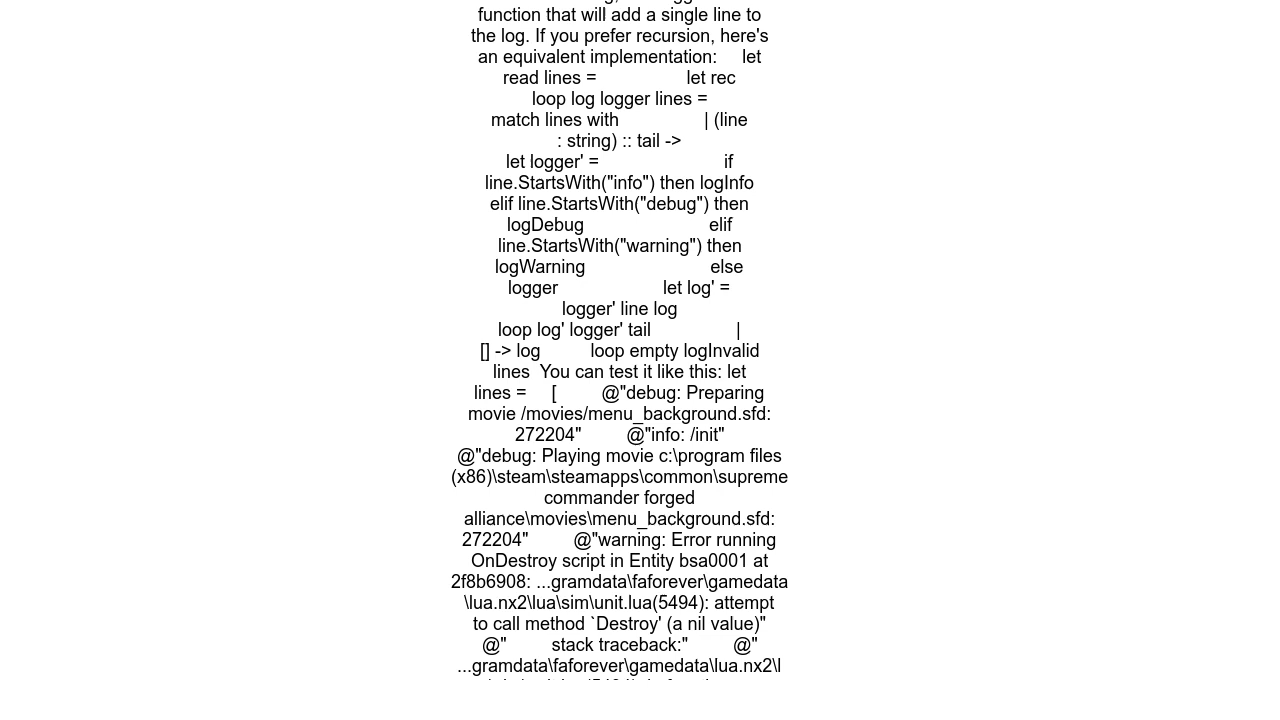 function that will add a single line to
the log. If you prefer recursion, here's
an equivalent implementation:     let
read lines =                  let rec
loop log logger lines =
match lines with                 | (line
: string) :: tail ->
let logger' =                         if
line.StartsWith("info") then logInfo
elif line.StartsWith("debug") then
logDebug                         elif
line.StartsWith("warning") then
logWarning                         else
logger                     let log' =
logger' line log
loop log' logger' tail                 |
[] -> log          loop empty logInvalid
lines  You can test it like this: let
lines =     [         @"debug: Preparing
movie /movies/menu_background.sfd:
272204"         @"info: /init"
@"debug: Playing movie c:\program files
(x86)\steam\steamapps\common\supreme
commander forged
alliance\movies\menu_background.sfd:
272204"         @"warning: Error running
OnDestroy script in Entity bsa0001 at
2f8b6908: ...gramdata\faforever\gamedata
\lua.nx2\lua\sim\unit.lua(5494): attempt
to call method `Destroy' (a nil value)"
@"         stack traceback:"         @"
...gramdata\faforever\gamedata\lua.nx2\l